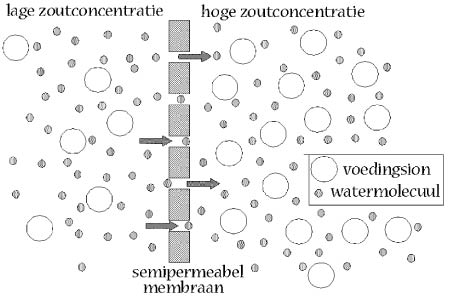 lage zoutconcentratie
hoge zoutconcentratie
voedingsion
watermolecuul
semipermeabel
membraan